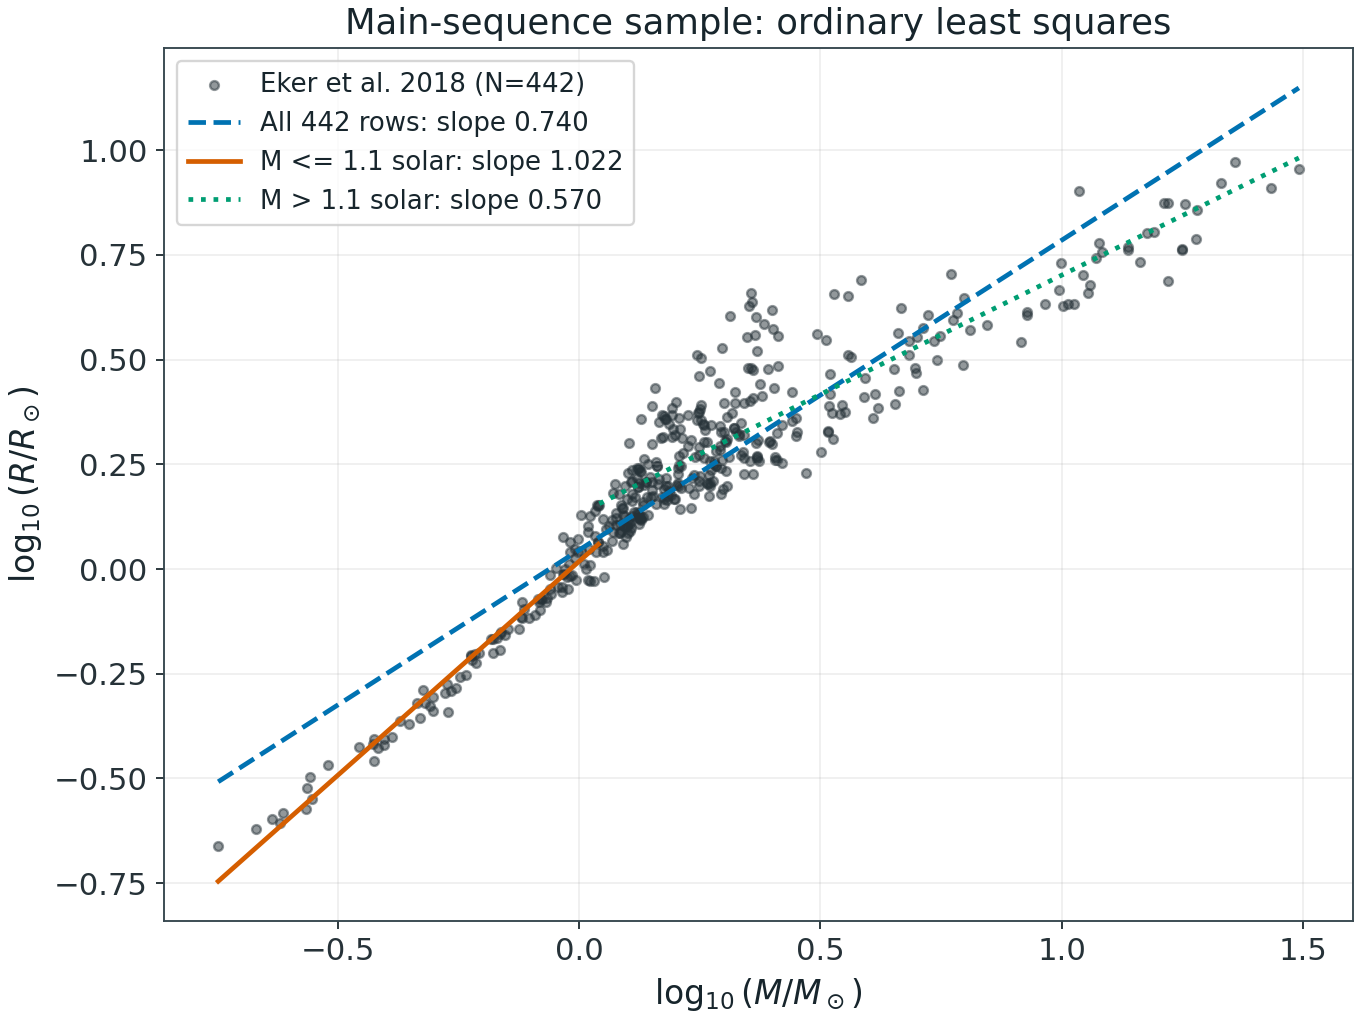 Main-sequence sample: ordinary least squares
Eker et al. 2018 (N=442)
All 442 rows: slope 0.740
M <= 1.1 solar: slope 1.022
M > 1.1 solar: slope 0.570
log₁₀ (R/R⊙)
1.00
0.75
0.50
0.25
0.00
−0.25
−0.50
−0.75
−0.5
0.0
0.5
1.0
1.5
log₁₀ (M/M⊙)